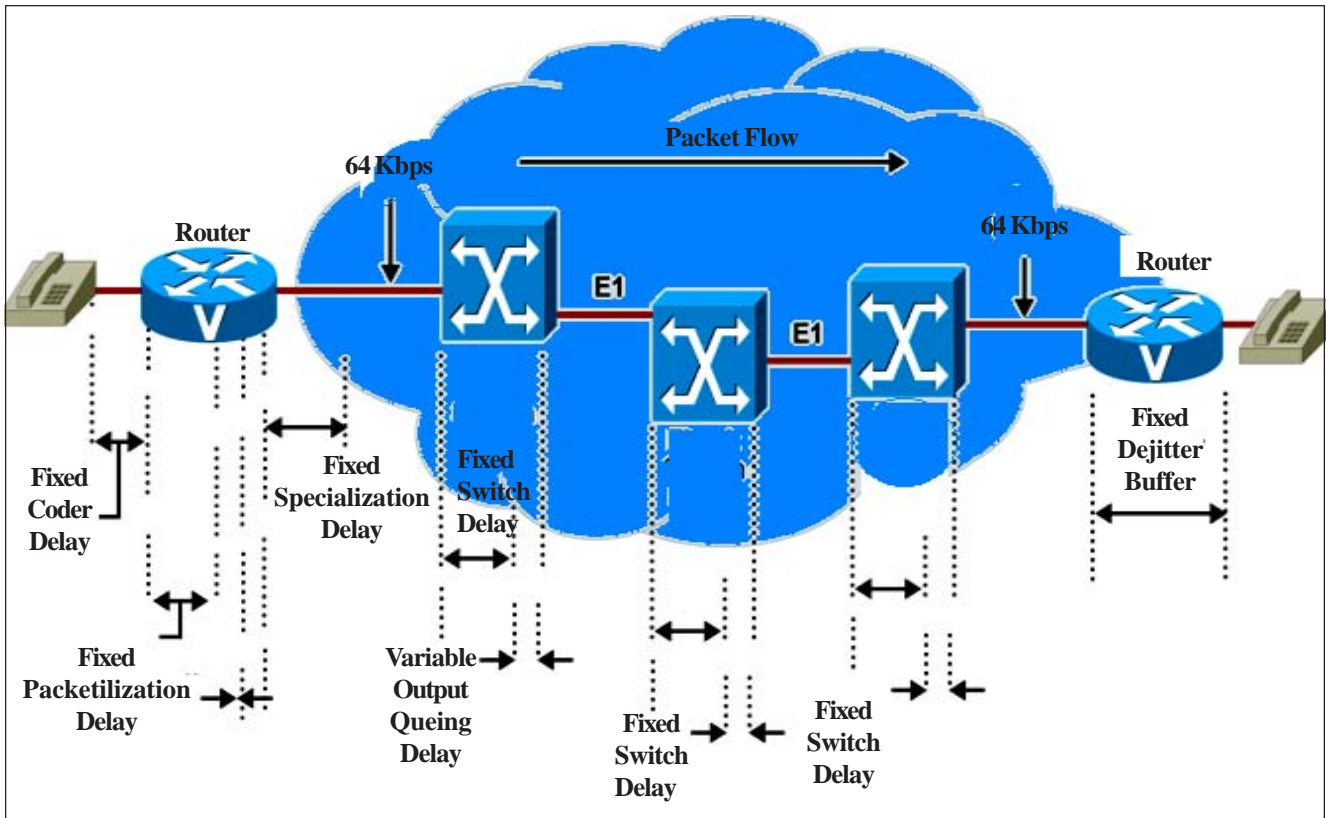 Packet Flow
64 Kbps
64 Kbps
Router
Router
E1
E1
V
V
Fixed
Coder
Delay
Fixed
Specialization
Delay
Fixed
Switch
Delay
Fixed
Dejitter
Buffer
Fixed
Packetilization
Delay
Variable
Output
Queing
Delay
Fixed
Switch
Delay
Fixed
Switch
Delay